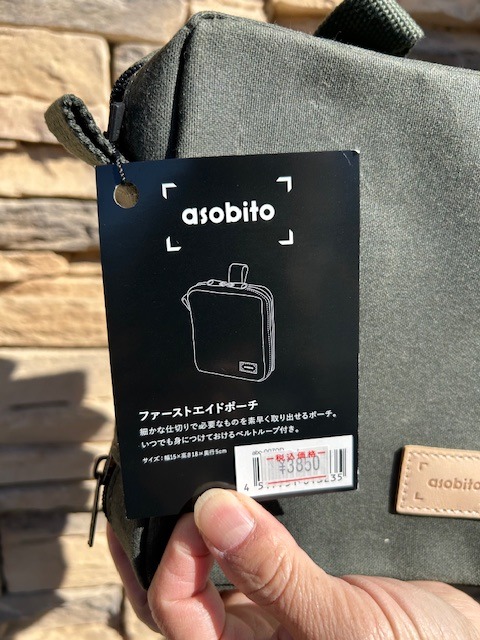 asobito
ファーストエイドポーチ
細かな仕切りで必要なものを素早く取り出せるポーチ。
いつでも身につけておけるベルトループ付き。
サイズ：幅15×高さ18×奥行5cm
税込価格
¥3850
asobito